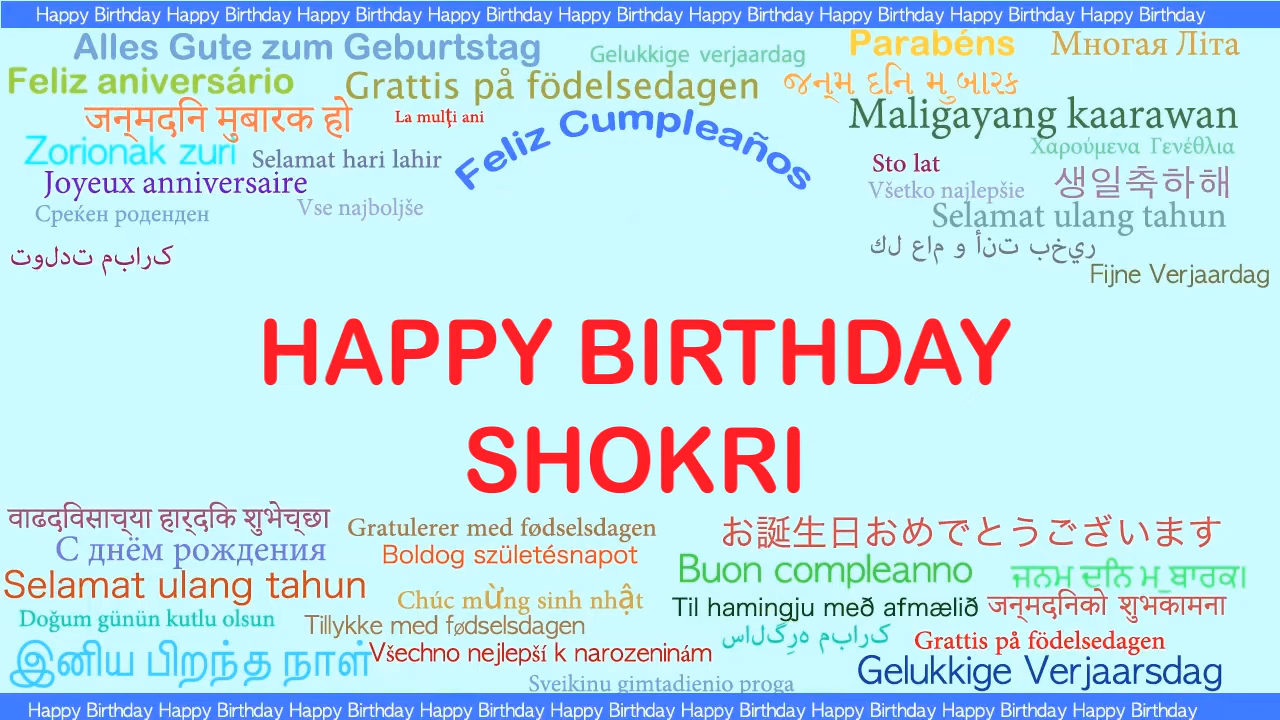 Happy Birthday Happy Birthday Happy Birthday Happy Birthday Happy Birthday Happy Birthday Happy Birthday Happy Birthday Happy Birthday
Alles Gute zum Geburtstag
Gelukkige verjaardag
Parabéns
Многая Літа
Feliz aniversário
Grattis på födelsedagen
જન્મ દિન મુબારક
जन्मदिन मुबारक हो
La mulţi ani
Feliz Cumpleaños
Maligayang kaarawan
Zorionak zuri
Selamat hari lahir
Χαρούμενα Γενέθλια
Sto lat
Joyeux anniversaire
Všetko najlepšie
생일축하해
Среќен роденден
Vse najboljše
Selamat ulang tahun
تولدت مبارک
كل عام و أنت بخير
Fijne Verjaardag
HAPPY BIRTHDAY
SHOKRI
वाढदिवसाच्या हार्दिक शुभेच्छा
Gratulerer med fødselsdagen
お誕生日おめでとうございます
С днём рождения
Boldog születésnapot
Buon compleanno
ਜਨਮ ਦਿਨ ਮੁਬਾਰਕ।
Selamat ulang tahun
Chúc mừng sinh nhật
Til hamingju með afmælið
जन्मदिनको शुभकामना
Doğum günün kutlu olsun
Tillykke med fødselsdagen
سالگرہ مبارک
Grattis på födelsedagen
இனிய பிறந்த நாள்
Všechno nejlepší k narozeninám
Gelukkige Verjaarsdag
Sveikinu gimtadienio proga
Happy Birthday Happy Birthday Happy Birthday Happy Birthday Happy Birthday Happy Birthday Happy Birthday Happy Birthday Happy Birthday